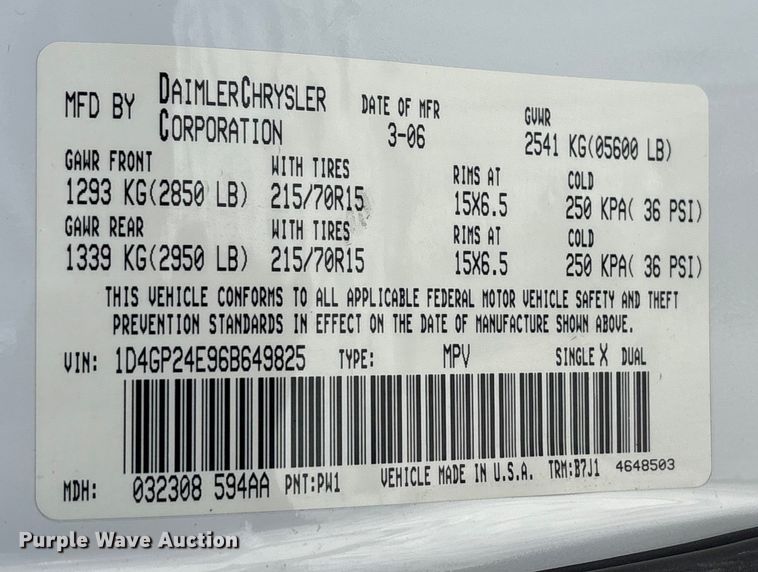 MFD BY DAIMLERCHRYSLER CORPORATION DATE OF MFR 3-06 GVWR 2541 KG(05600 LB)
GAWR FRONT WITH TIRES RIMS AT COLD
1293 KG(2850 LB) 215/70R15 15X6.5 250 KPA( 36 PSI)
GAWR REAR WITH TIRES RIMS AT COLD
1339 KG(2950 LB) 215/70R15 15X6.5 250 KPA( 36 PSI)
THIS VEHICLE CONFORMS TO ALL APPLICABLE FEDERAL MOTOR VEHICLE SAFETY AND THEFT
PREVENTION STANDARDS IN EFFECT ON THE DATE OF MANUFACTURE SHOWN ABOVE.
VIN: 1D4GP24E96B649825 TYPE: MPV SINGLE X DUAL
MDH: 032308 594AA PNT:PW1 VEHICLE MADE IN U.S.A. TRM:B7J1 4648503
Purple Wave Auction